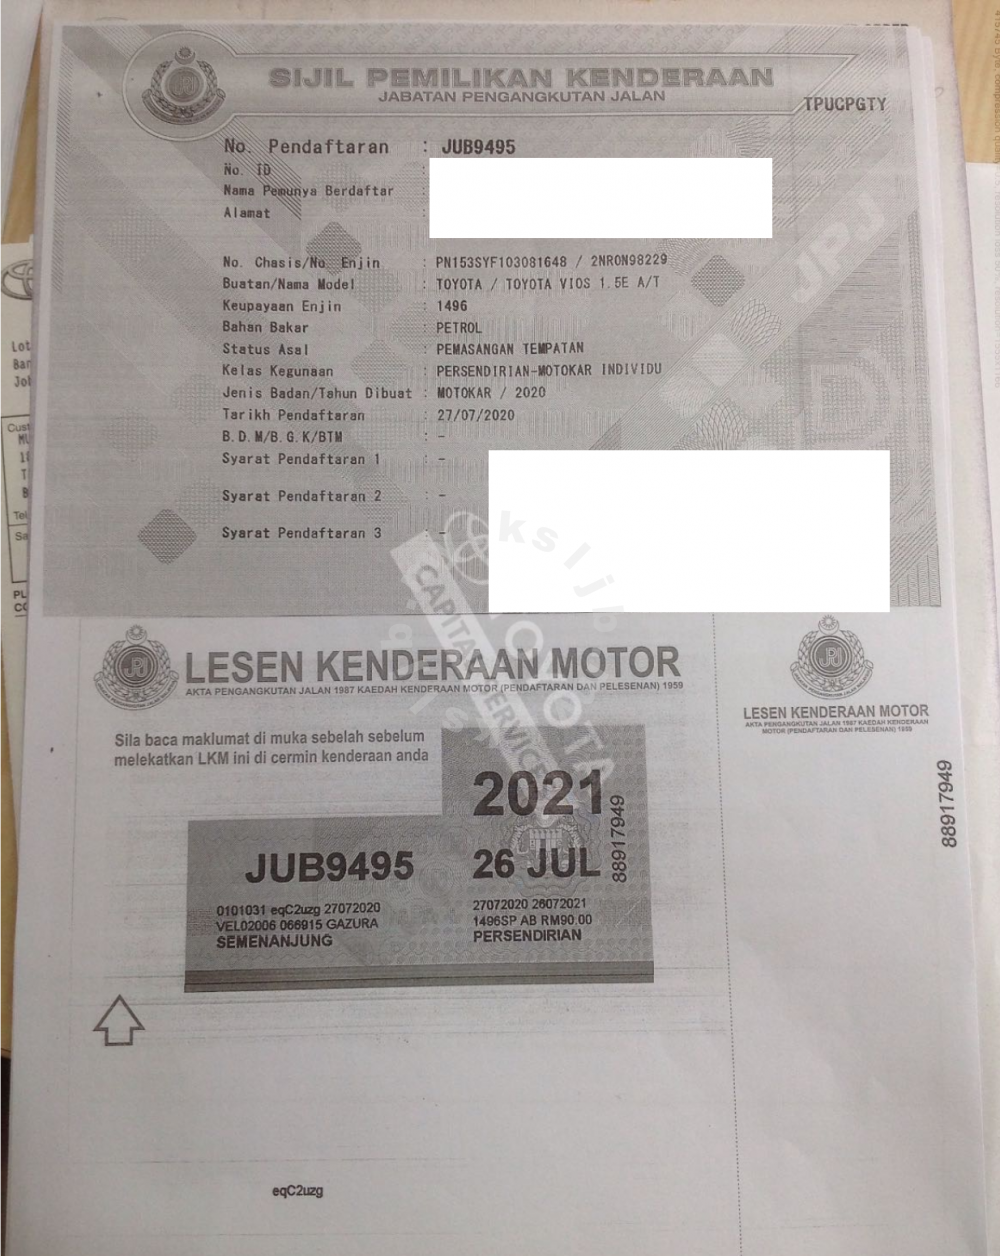 SIJIL PEMILIKAN KENDERAAN
JABATAN PENGANGKUTAN JALAN
TPUCPGTY
No. Pendaftaran : JUB9495
No. ID :
Nama Pemunya Berdaftar :
Alamat :
No. Chasis/No. Enjin : PN153SYF103081648 / 2NR0N98229
Buatan/Nama Model : TOYOTA / TOYOTA VIOS 1.5E A/T
Keupayaan Enjin : 1496
Bahan Bakar : PETROL
Status Asal : PEMASANGAN TEMPATAN
Kelas Kegunaan : PERSENDIRIAN-MOTOKAR INDIVIDU
Jenis Badan/Tahun Dibuat : MOTOKAR / 2020
Tarikh Pendaftaran : 27/07/2020
B.D.M/B.G.K/BTM : -
Syarat Pendaftaran 1 : -
Syarat Pendaftaran 2 : -
Syarat Pendaftaran 3 : -
JPJ
TOYOTA
CAPITAL SERVICE
LESEN KENDERAAN MOTOR
AKTA PENGANGKUTAN JALAN 1987 KAEDAH KENDERAAN MOTOR (PENDAFTARAN DAN PELESENAN) 1959
Sila baca maklumat di muka sebelah sebelum
melekatkan LKM ini di cermin kenderaan anda
2021
JUB9495
26 JUL
88917949
0101031 eqC2uzg 27072020
VEL02006 066915 GAZURA
SEMENANJUNG
27072020 26072021
1496SP AB RM90.00
PERSENDIRIAN
LESEN KENDERAAN MOTOR
AKTA PENGANGKUTAN JALAN 1987 KAEDAH KENDERAAN
MOTOR (PENDAFTARAN DAN PELESENAN) 1959
88917949
eqC2uzg